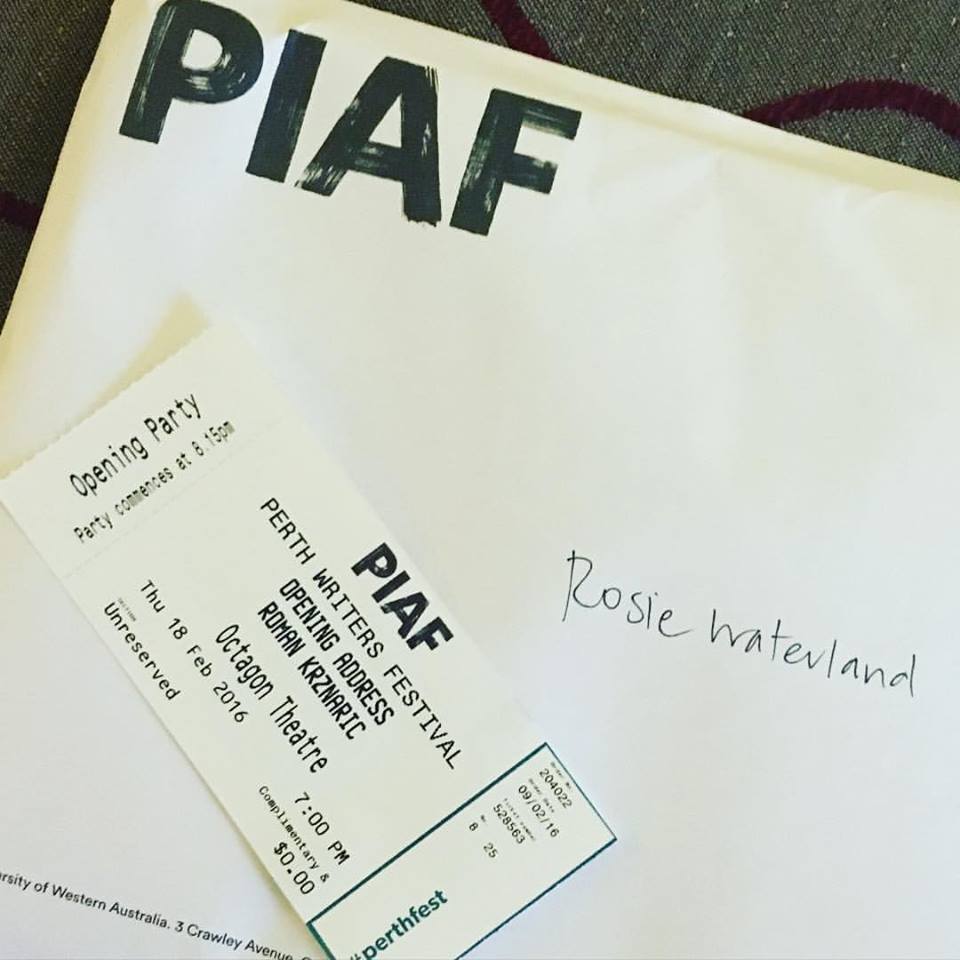 PIAF
Rosie Waterland
Opening Party
Party commences at 8.15pm
PIAF
PERTH WRITERS FESTIVAL
OPENING ADDRESS
ROMAN KRZNARIC
Octagon Theatre
Thu 18 Feb 2016 7:00 PM
Unreserved
Complimentary &
$0.00
204022
09/02/16
528563
8 25
#perthfest
rsity of Western Australia. 3 Crawley Avenue